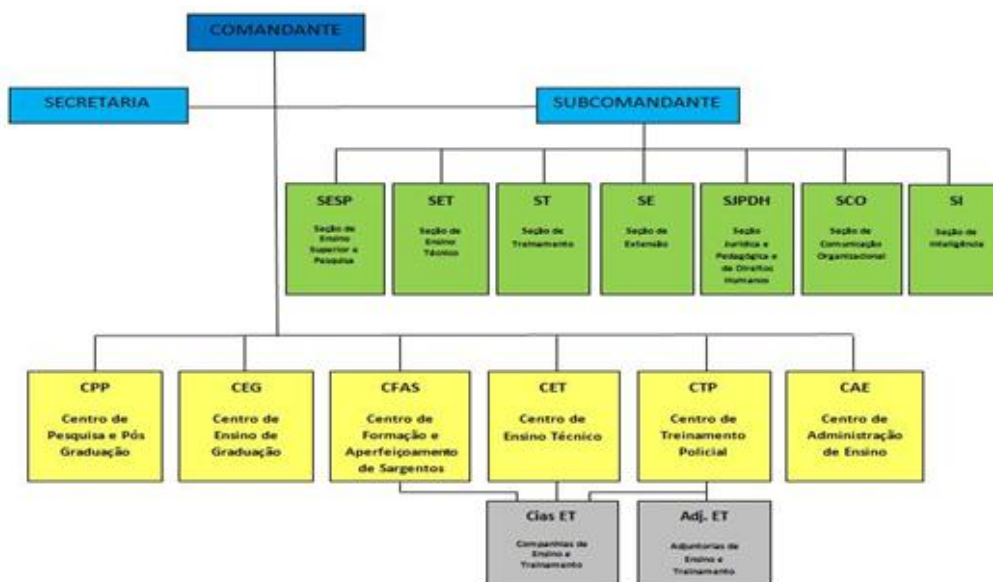 COMANDANTE
SECRETARIA
SUBCOMANDANTE
SESP
Seção de
Ensino
Superior e
Pesquisa
SET
Seção de
Ensino
Técnico
ST
Seção de
Treinamento
SE
Seção de
Extensão
SJPDH
Seção
Jurídica e
Pedagógica e
de Direitos
Humanos
SCO
Seção de
Comunicação
Organizacional
SI
Seção de
Inteligência
CPP
Centro de
Pesquisa e Pós
Graduação
CEG
Centro de
Ensino de
Graduação
CFAS
Centro de
Formação e
Aperfeiçoamento
de Sargentos
CET
Centro de
Ensino Técnico
CTP
Centro de
Treinamento
Policial
CAE
Centro de
Administração
de Ensino
Cias ET
Companhias de
Ensino e
Treinamento
Adj. ET
Adjuntorias de
Ensino e
Treinamento